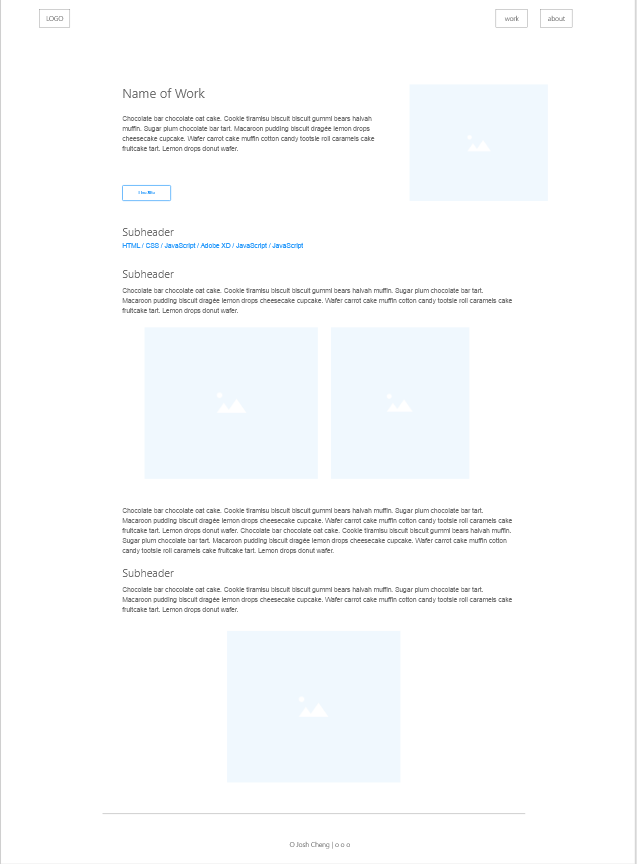 LOGO
work
about
Name of Work
Chocolate bar chocolate oat cake. Cookie tiramisu biscuit biscuit gummi bears halvah
muffin. Sugar plum chocolate bar tart. Macaroon pudding biscuit dragée lemon drops
cheesecake cupcake. Wafer carrot cake muffin cotton candy tootsie roll caramels cake
fruitcake tart. Lemon drops donut wafer.
Subheader
HTML / CSS / JavaScript / Adobe XD / JavaScript / JavaScript
Subheader
Chocolate bar chocolate oat cake. Cookie tiramisu biscuit biscuit gummi bears halvah muffin. Sugar plum chocolate bar tart.
Macaroon pudding biscuit dragée lemon drops cheesecake cupcake. Wafer carrot cake muffin cotton candy tootsie roll caramels cake
fruitcake tart. Lemon drops donut wafer.
Chocolate bar chocolate oat cake. Cookie tiramisu biscuit biscuit gummi bears halvah muffin. Sugar plum chocolate bar tart.
Macaroon pudding biscuit dragée lemon drops cheesecake cupcake. Wafer carrot cake muffin cotton candy tootsie roll caramels cake
fruitcake tart. Lemon drops donut wafer. Chocolate bar chocolate oat cake. Cookie tiramisu biscuit biscuit gummi bears halvah muffin.
Sugar plum chocolate bar tart. Macaroon pudding biscuit dragée lemon drops cheesecake cupcake. Wafer carrot cake muffin cotton
candy tootsie roll caramels cake fruitcake tart. Lemon drops donut wafer.
Subheader
Chocolate bar chocolate oat cake. Cookie tiramisu biscuit biscuit gummi bears halvah muffin. Sugar plum chocolate bar tart.
Macaroon pudding biscuit dragée lemon drops cheesecake cupcake. Wafer carrot cake muffin cotton candy tootsie roll caramels cake
fruitcake tart. Lemon drops donut wafer.
© Josh Cheng | o o o